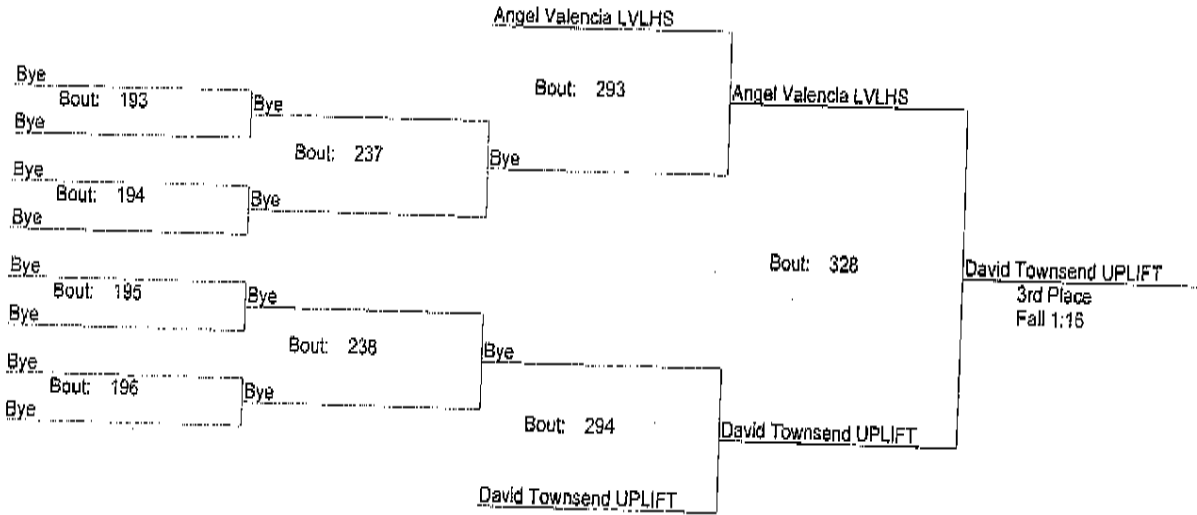 Angel Valencia LVLHS
Bye
Bout: 193
Bye
Bye
Bout: 293
Angel Valencia LVLHS
Bout: 237
Bye
Bye
Bout: 194
Bye
Bye
Bye
Bout: 195
Bye
Bye
Bout: 328
David Townsend UPLIFT
3rd Place
Fall 1:16
Bout: 238
Bye
Bye
Bout: 196
Bye
Bye
Bout: 294
David Townsend UPLIFT
David Townsend UPLIFT